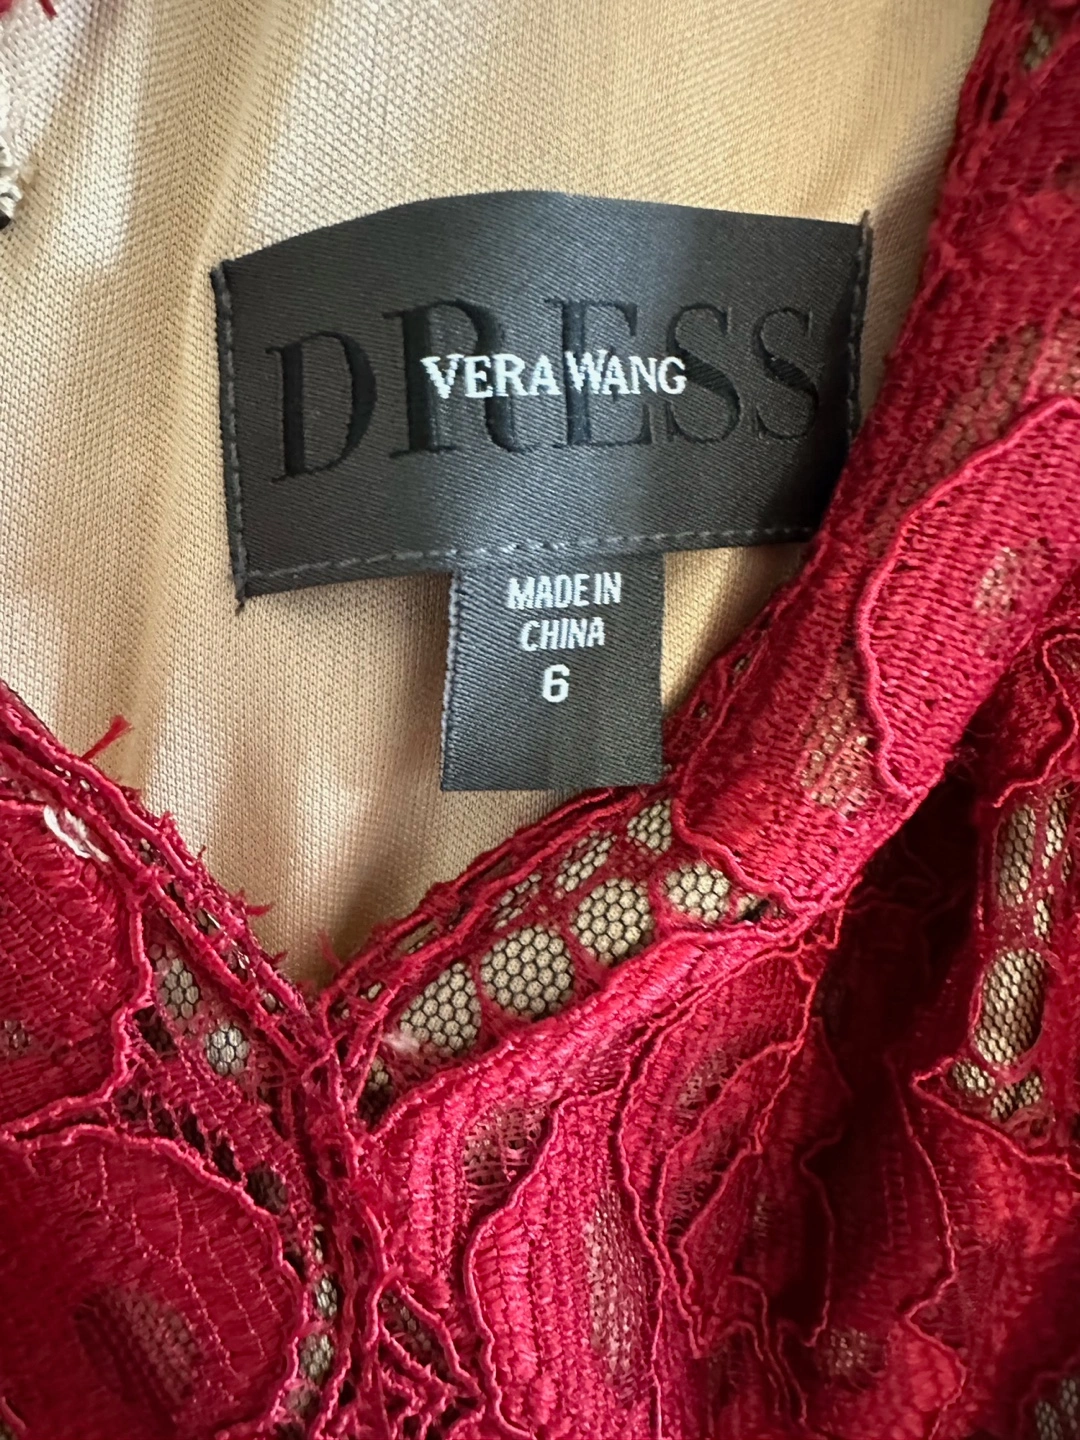 DRESS
VERA WANG
MADE IN
CHINA
6